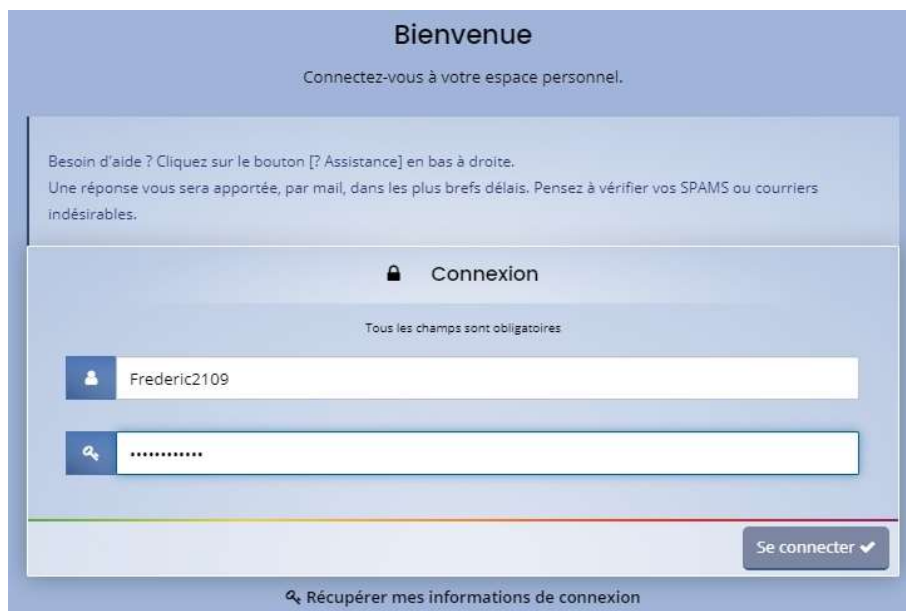 Bienvenue
Connectez-vous à votre espace personnel.
Besoin d'aide ? Cliquez sur le bouton [? Assistance] en bas à droite.
Une réponse vous sera apportée, par mail, dans les plus brefs délais. Pensez à vérifier vos SPAMS ou courriers
indésirables.
Connexion
Tous les champs sont obligatoires
Frederic2109
••••••••••••
Se connecter
Récupérer mes informations de connexion